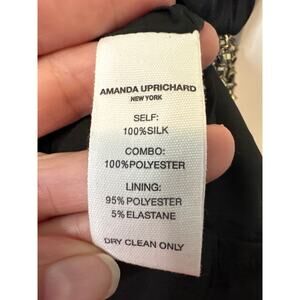 AMANDA UPRICHARD
NEW YORK
SELF:
100%SILK
COMBO:
100%POLYESTER
LINING:
95%POLYESTER
5%ELASTANE
DRY CLEAN ONLY